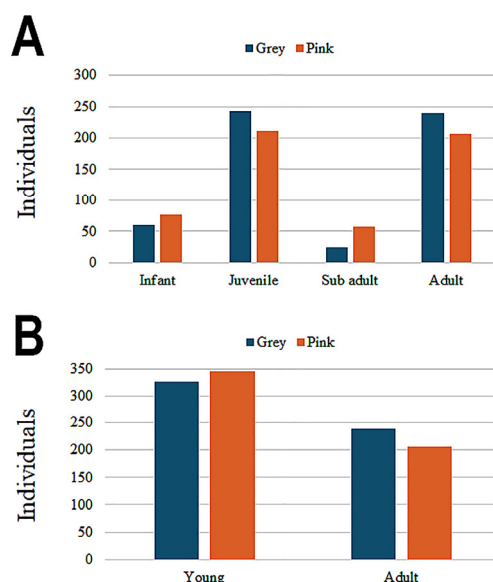 A
Grey Pink
Individuals
300
250
200
150
100
50
0
Infant Juvenile Sub adult Adult
B
Grey Pink
Individuals
350
300
250
200
150
100
50
0
Young Adult